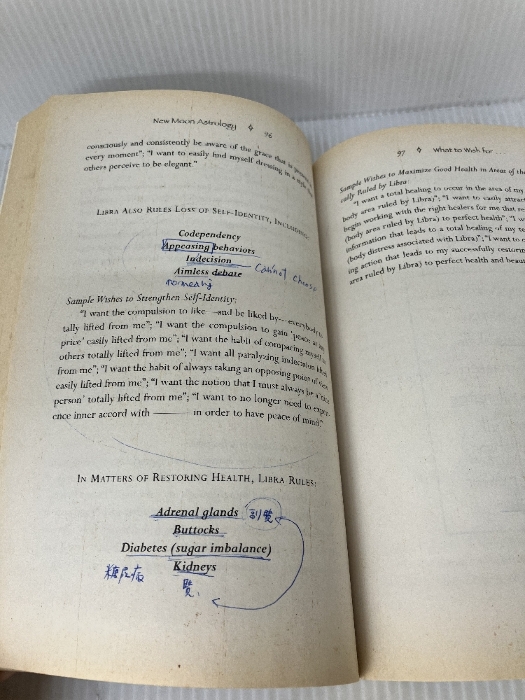 New Moon Astrology ◊ 96
consciously and consistently be aware of the grace that is present
every moment"; "I want to easily find myself dressing in a
others perceive to be elegant."
LIBRA ALSO RULES LOSS OF SELF-IDENTITY, INCLUDING:
Codependency
Appeasing behaviors
Indecision
Cannot choose
Aimless debate
no meaning
Sample Wishes to Strengthen Self-Identity:
"I want the compulsion to like—and be liked by—everybody
tally lifted from me"; "I want the compulsion to gain 'peace at any
price' easily lifted from me"; "I want the habit of comparing myself
others totally lifted from me"; "I want all paralyzing indecision lifted
from me"; "I want the habit of always taking an opposing point of view
easily lifted from me"; "I want the notion that I must always be a
person' totally lifted from me"; "I want to no longer need to
ence inner accord with ——— in order to have peace of mind."
IN MATTERS OF RESTORING HEALTH, LIBRA RULES:
Adrenal glands 副腎
Buttocks
Diabetes (sugar imbalance)
Kidneys
糖尿病
腎
97 ◊ What to Wish for
Sample Wishes to Maximize Good Health in Areas of the
cally Ruled by Libra:
"I want a total healing to occur in the area of my
body area ruled by Libra)"; "I want to easily attract
begin working with the right healers for me that
(body area ruled by Libra) to perfect health"; "I
information that leads to a total healing of my
(body distress associated with Libra)"; "I want to
ing action that leads to my successfully
area ruled by Libra) to perfect health and